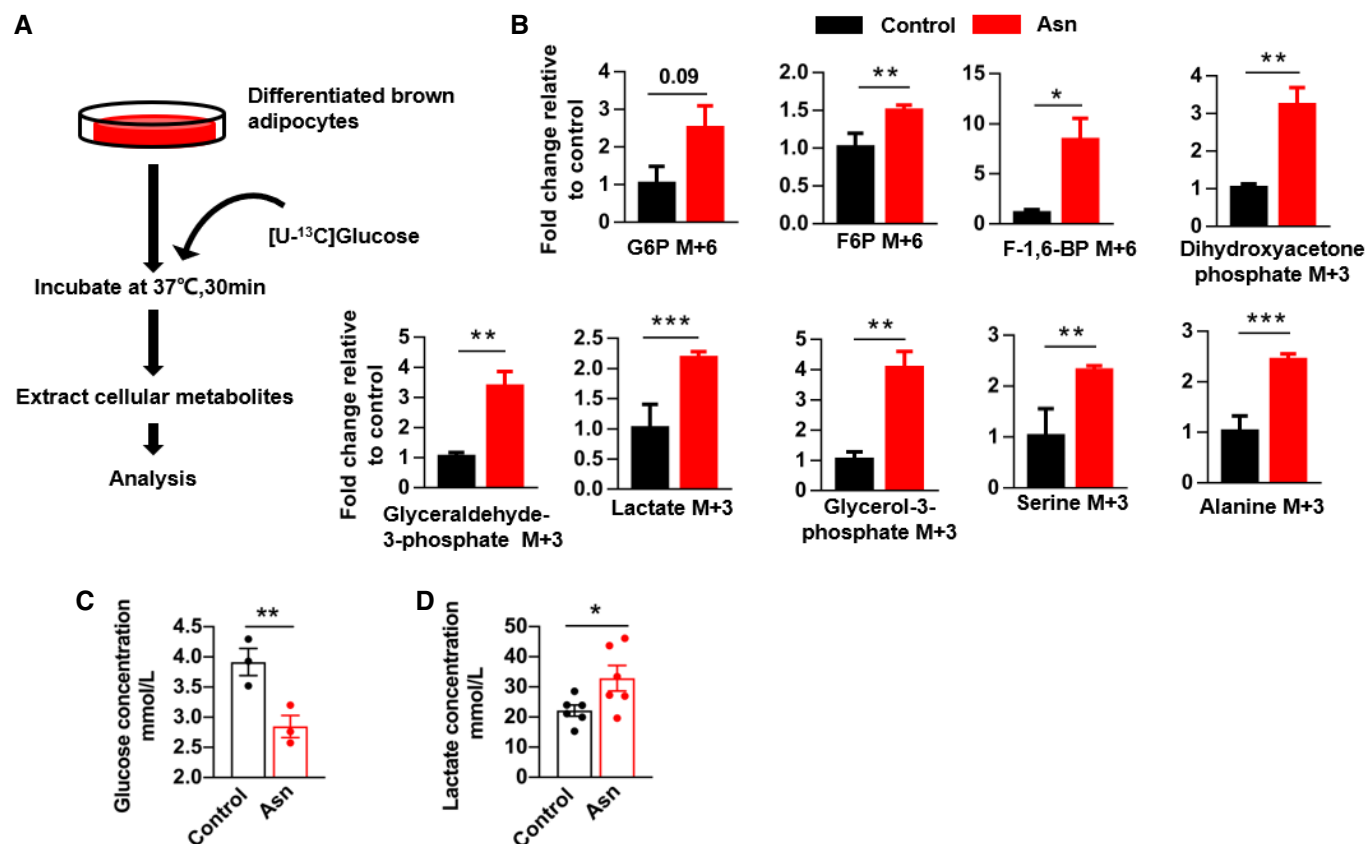 A
Differentiated brown
adipocytes
[U-¹³C]Glucose
Incubate at 37℃,30min
Extract cellular metabolites
Analysis
B
Control
Asn
Fold change relative
to control
4
3
2
1
0
0.09
G6P M+6
2.0
1.5
1.0
0.5
0.0
**
F6P M+6
15
10
5
0
*
F-1,6-BP M+6
4
3
2
1
0
**
Dihydroxyacetone
phosphate M+3
Fold change relative
to control
5
4
3
2
1
0
**
Glyceraldehyde-
3-phosphate M+3
2.5
2.0
1.5
1.0
0.5
0.0
***
Lactate M+3
5
4
3
2
1
0
**
Glycerol-3-
phosphate M+3
3
2
1
0
**
Serine M+3
3
2
1
0
***
Alanine M+3
C
Glucose concentration
mmol/L
4.5
4.0
3.5
3.0
2.5
2.0
**
Control
Asn
D
Lactate concentration
mmol/L
50
40
30
20
10
0
*
Control
Asn